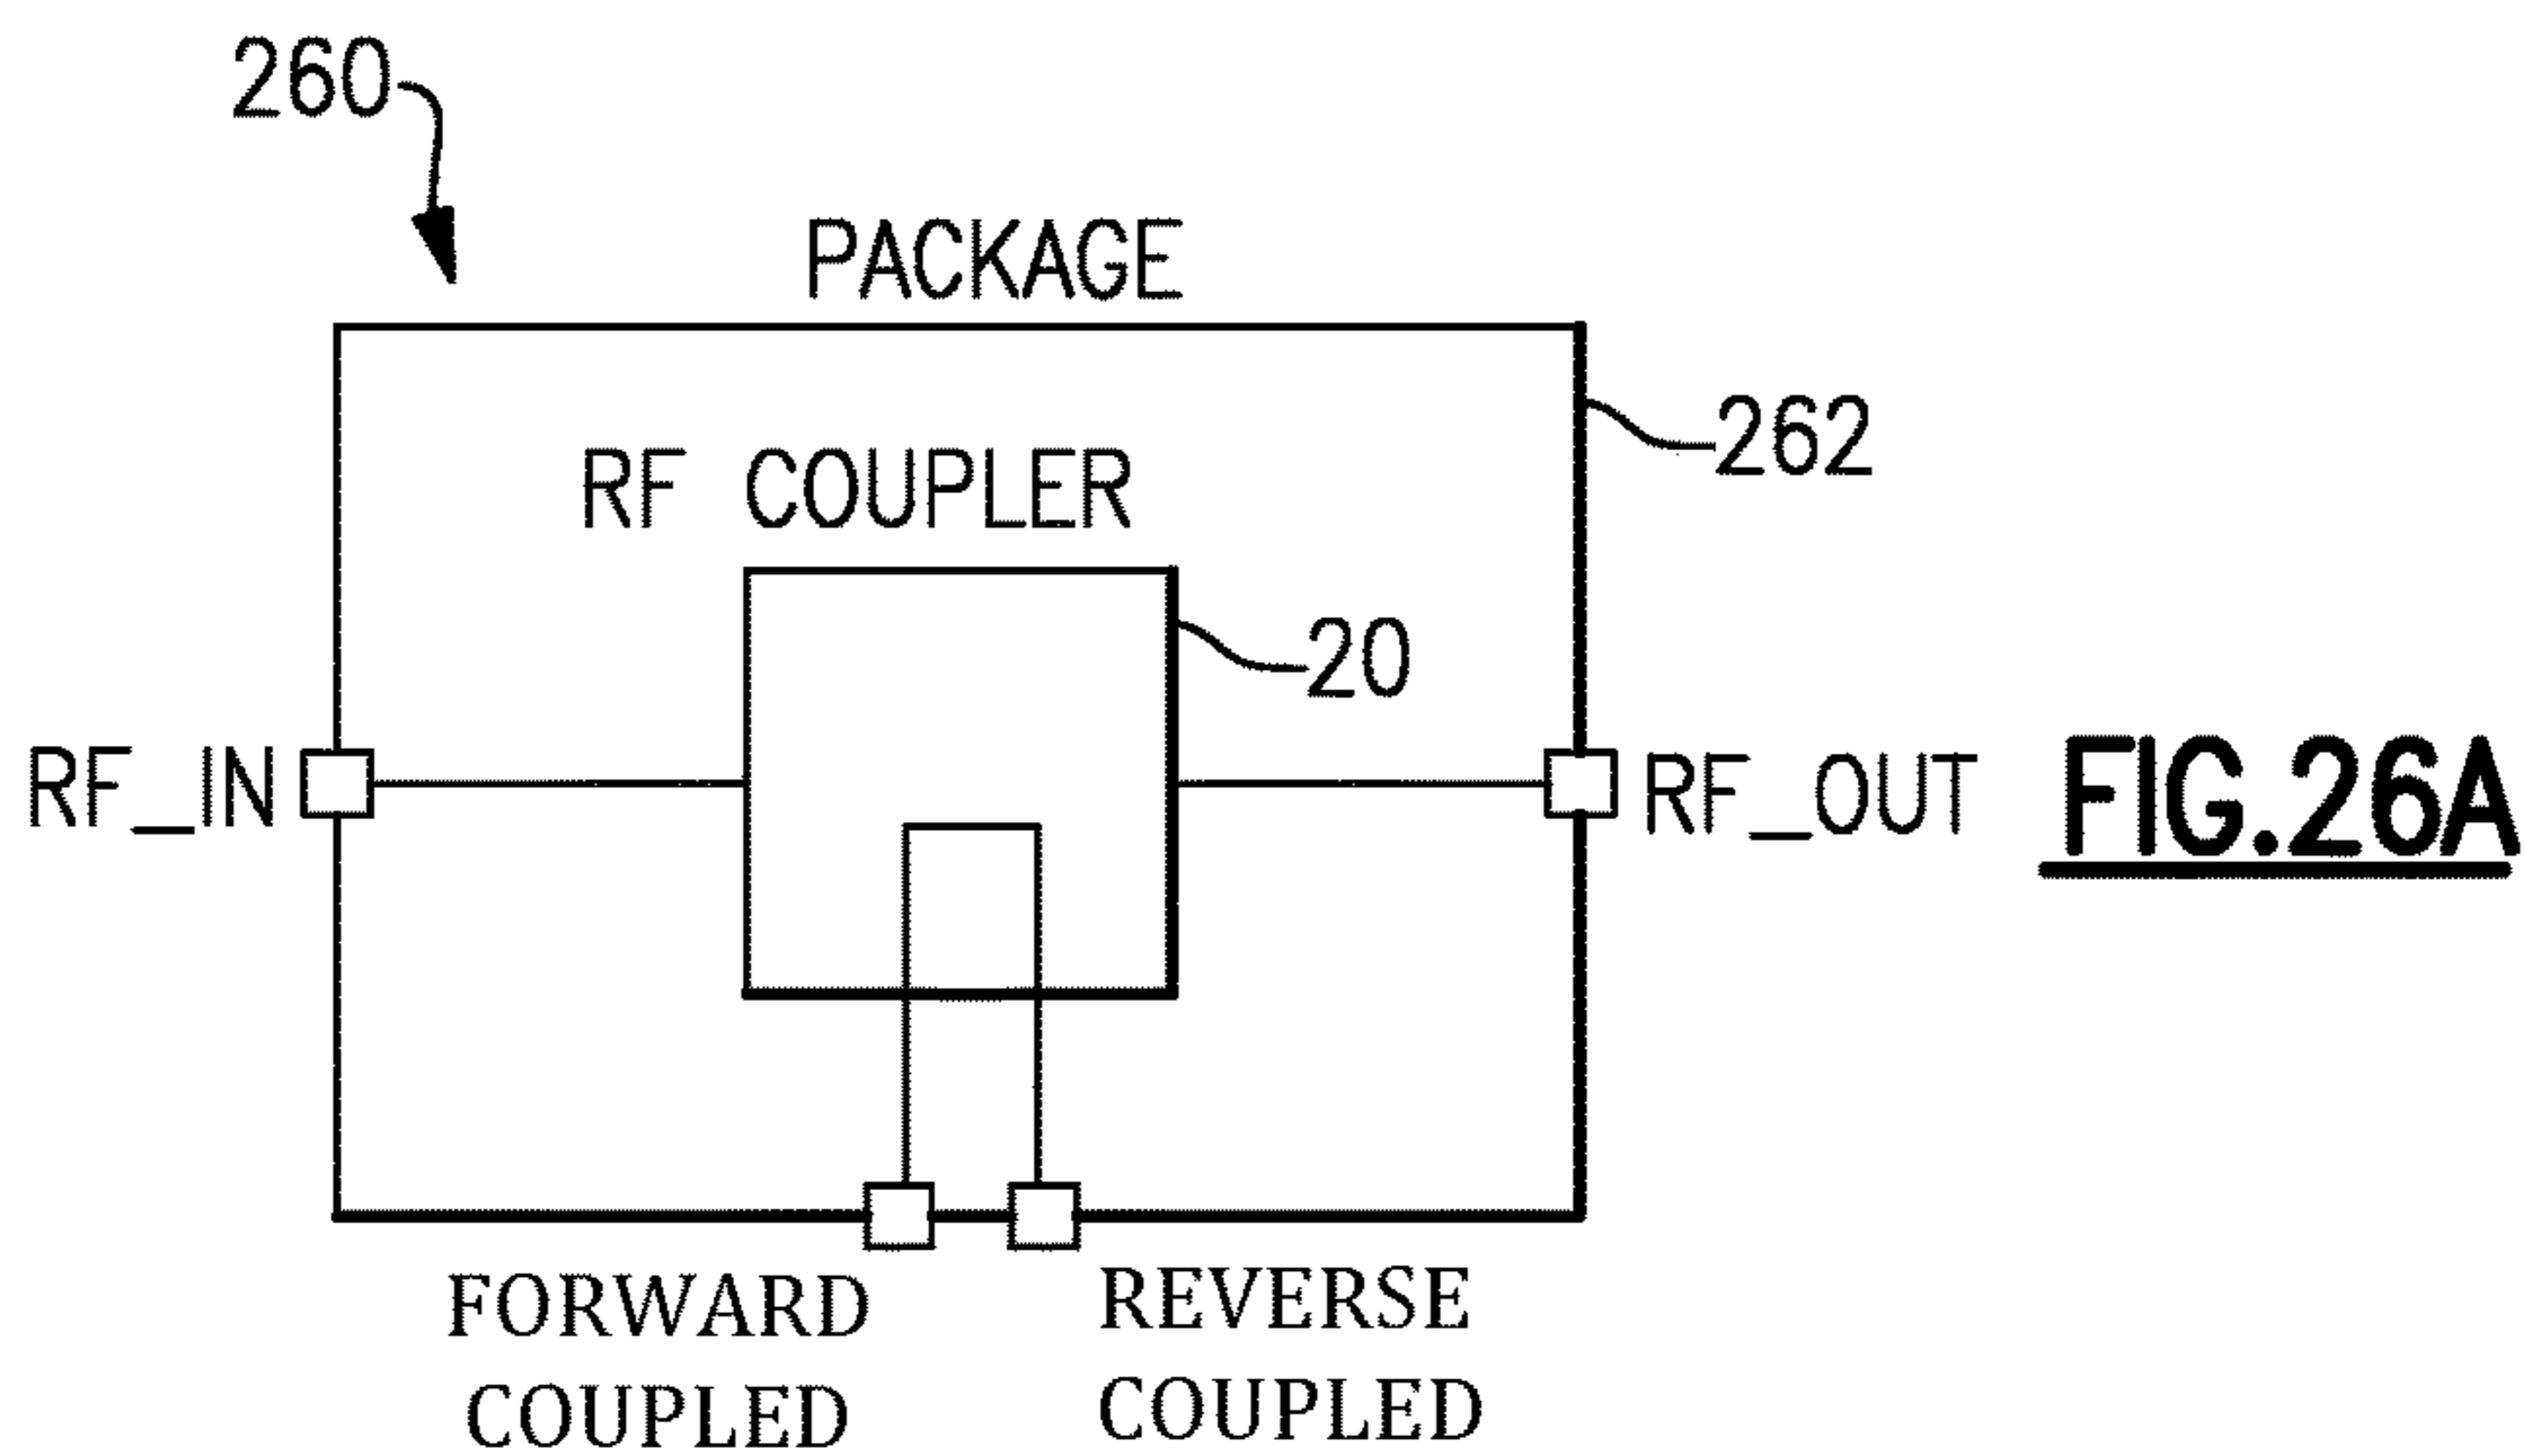 260
PACKAGE
262
RF COUPLER
20
RF_IN
RF_OUT
FIG.26A
FORWARD
COUPLED
REVERSE
COUPLED